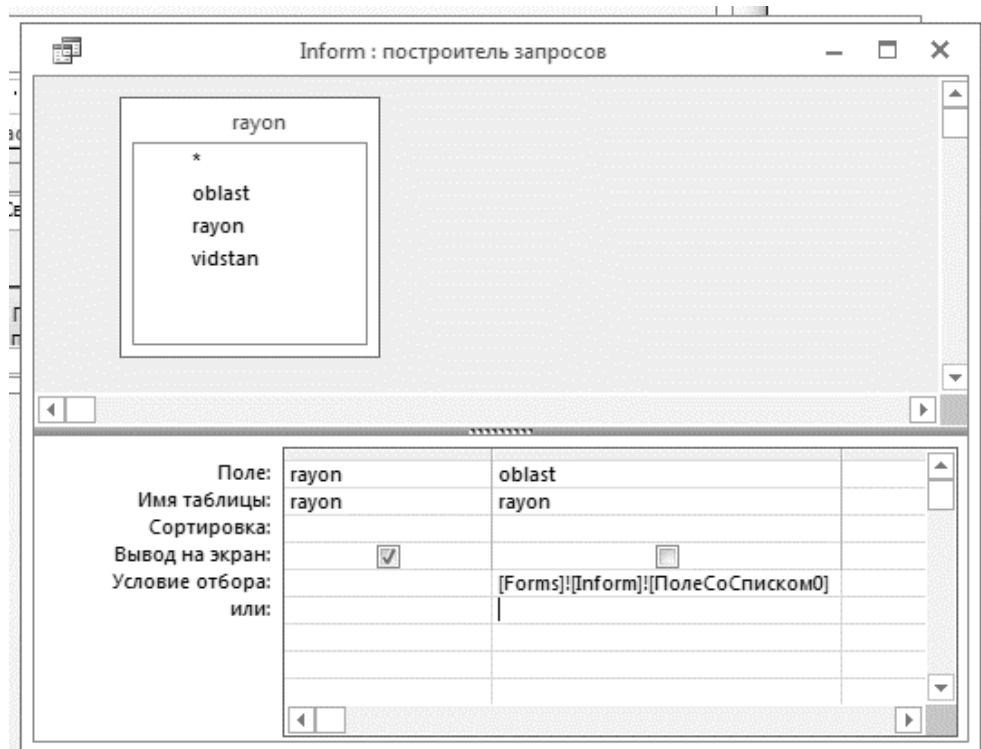 Inform : построитель запросов
rayon
*
oblast
rayon
vidstan
Поле: rayon oblast
Имя таблицы: rayon rayon
Сортировка:
Вывод на экран:
Условие отбора: [Forms]![Inform]![ПолеСоСписком0]
или: